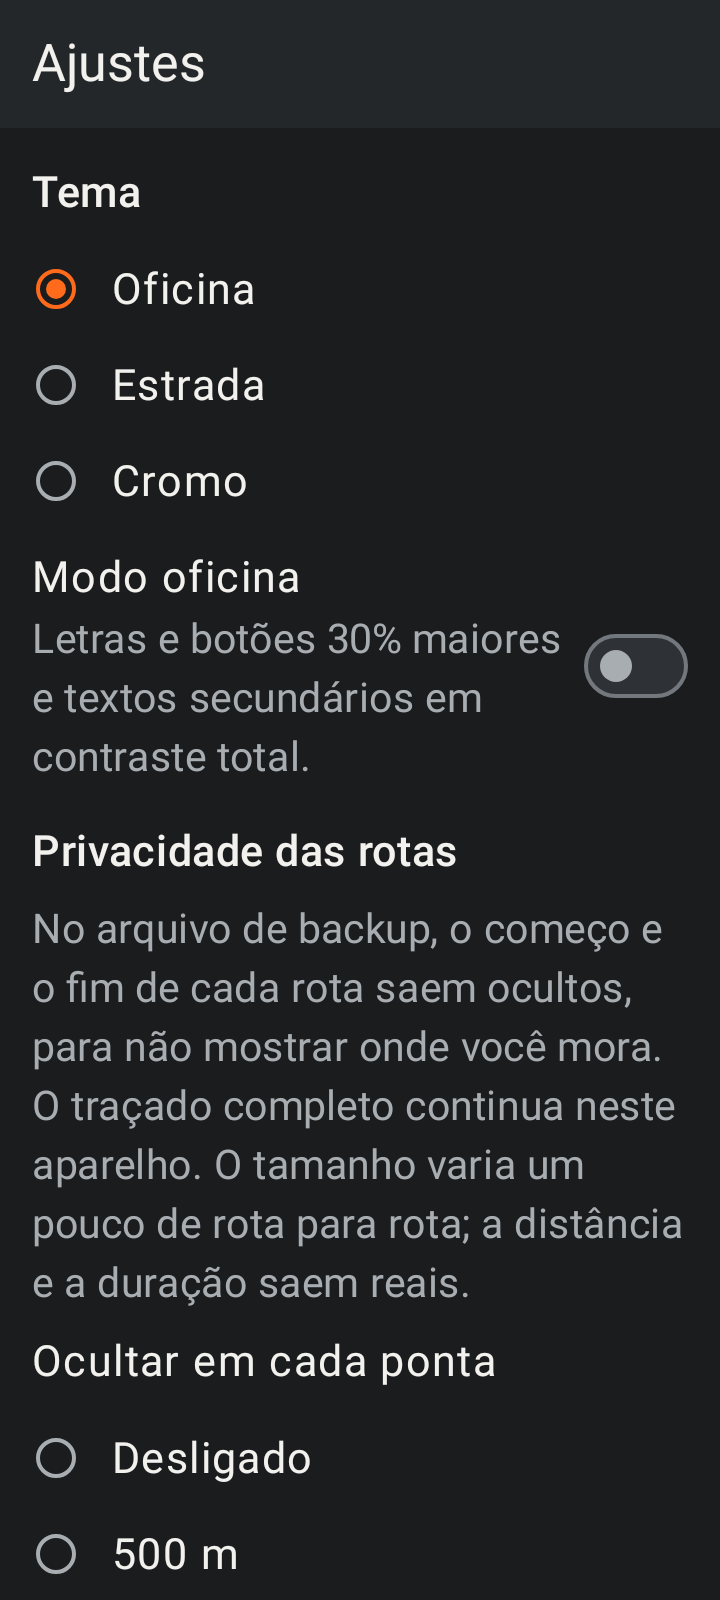 Ajustes
Tema
Oficina
Estrada
Cromo
Modo oficina
Letras e botões 30% maiores
e textos secundários em
contraste total.
Privacidade das rotas
No arquivo de backup, o começo e
o fim de cada rota saem ocultos,
para não mostrar onde você mora.
O traçado completo continua neste
aparelho. O tamanho varia um
pouco de rota para rota; a distância
e a duração saem reais.
Ocultar em cada ponta
Desligado
500 m